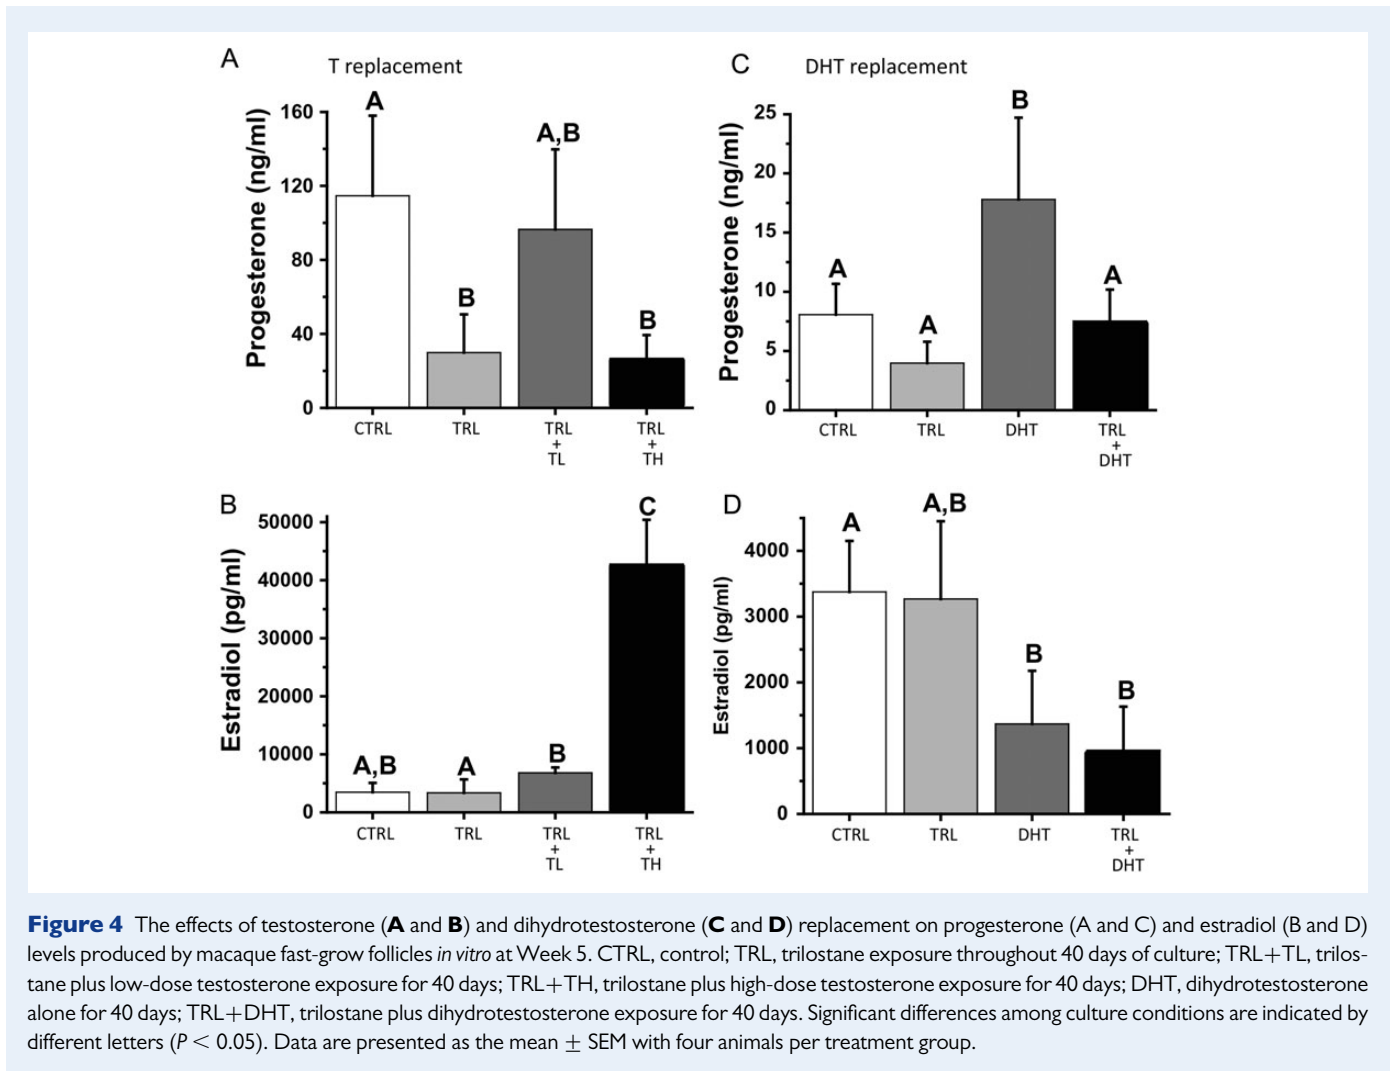 A
T replacement
Progesterone (ng/ml)
160
120
80
40
0
A
B
A,B
B
CTRL
TRL
TRL
+
TL
TRL
+
TH
C
DHT replacement
Progesterone (ng/ml)
25
20
15
10
5
0
A
A
B
A
CTRL
TRL
DHT
TRL
+
DHT
B
Estradiol (pg/ml)
50000
40000
30000
20000
10000
0
A,B
A
B
C
CTRL
TRL
TRL
+
TL
TRL
+
TH
D
Estradiol (pg/ml)
4000
3000
2000
1000
0
A
A,B
B
B
CTRL
TRL
DHT
TRL
+
DHT
Figure 4 The effects of testosterone (A and B) and dihydrotestosterone (C and D) replacement on progesterone (A and C) and estradiol (B and D)
levels produced by macaque fast-grow follicles in vitro at Week 5. CTRL, control; TRL, trilostane exposure throughout 40 days of culture; TRL+TL, trilos-
tane plus low-dose testosterone exposure for 40 days; TRL+TH, trilostane plus high-dose testosterone exposure for 40 days; DHT, dihydrotestosterone
alone for 40 days; TRL+DHT, trilostane plus dihydrotestosterone exposure for 40 days. Significant differences among culture conditions are indicated by
different letters (P < 0.05). Data are presented as the mean ± SEM with four animals per treatment group.